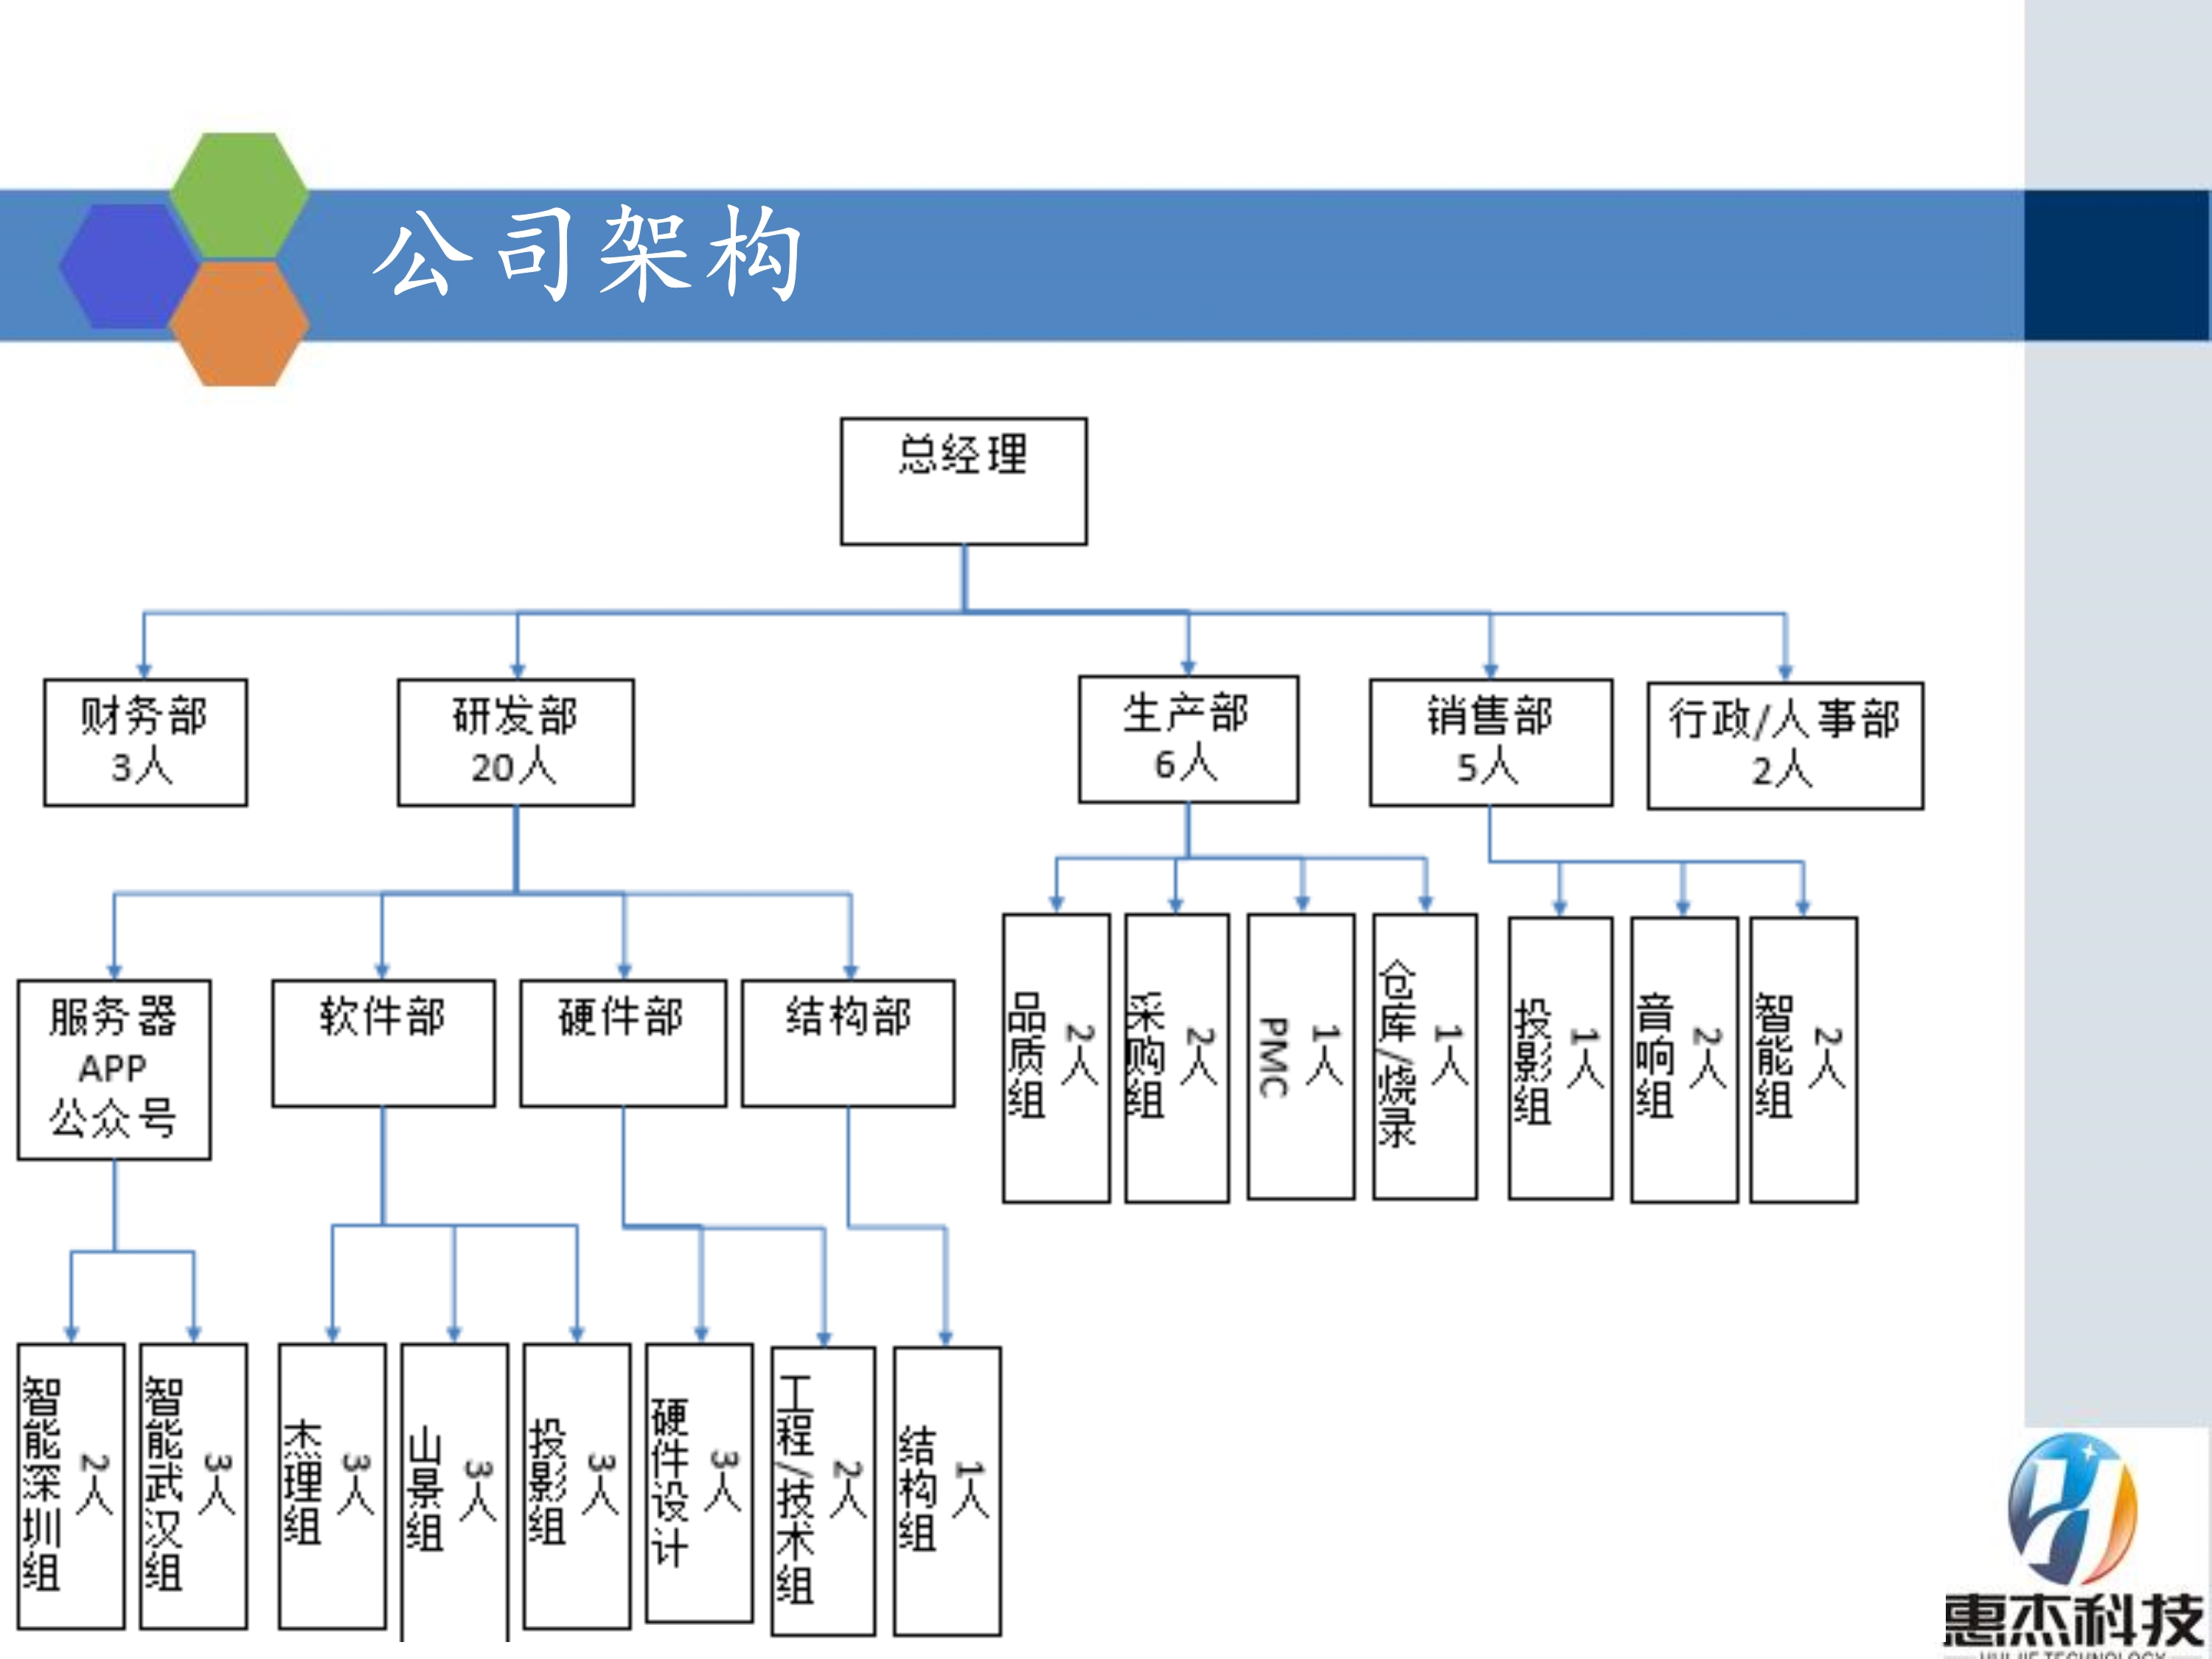 公司架构
总经理
财务部
3人
研发部
20人
生产部
6人
销售部
5人
行政/人事部
2人
服务器
APP
公众号
软件部
硬件部
结构部
品质组
2人
采购组
2人
PMC
1人
仓库/烧录
1人
投影组
1人
音响组
2人
智能组
2人
智能深圳组
2人
智能武汉组
3人
杰理组
3人
山景组
3人
投影组
3人
硬件设计
3人
工程/技术组
2人
结构组
1人
惠杰科技
HUIJIE TECHNOLOGY